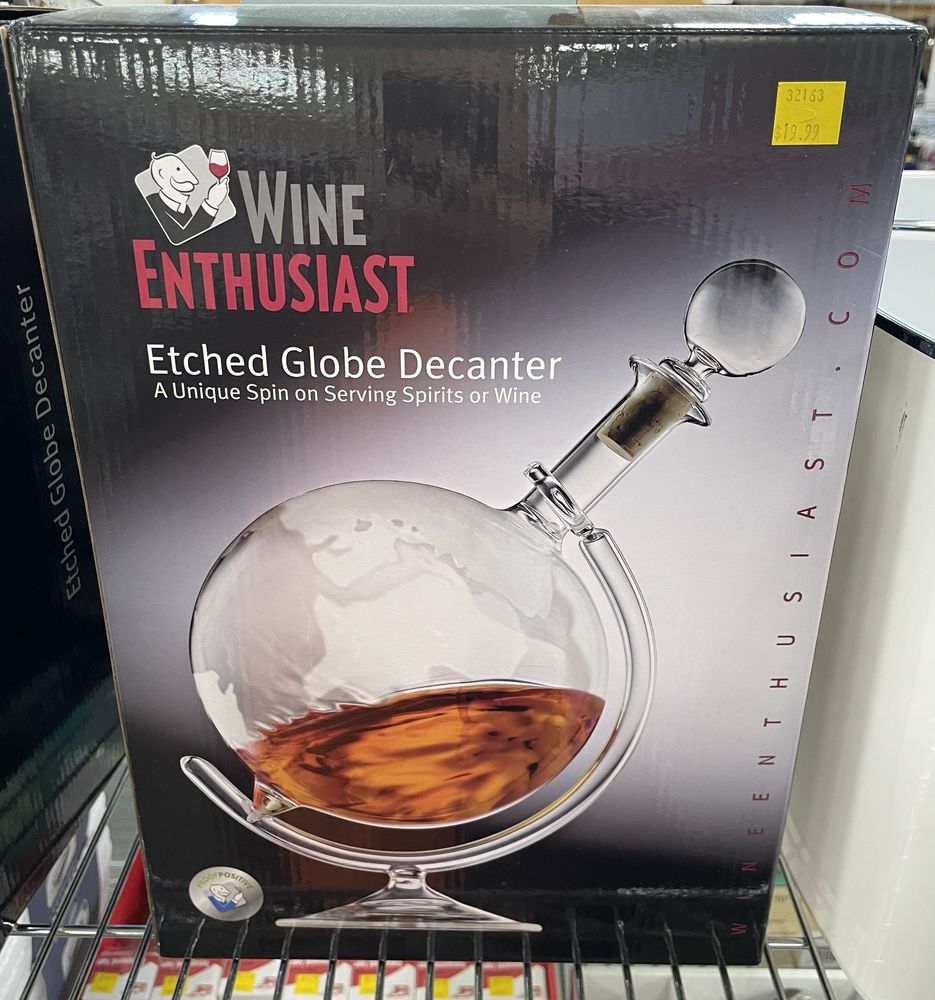 32163
$19.99
WINE
ENTHUSIAST
Etched Globe Decanter
A Unique Spin on Serving Spirits or Wine
WINEENTHUSIAST.COM
Etched Globe Decanter
PROOFPOSITIVE